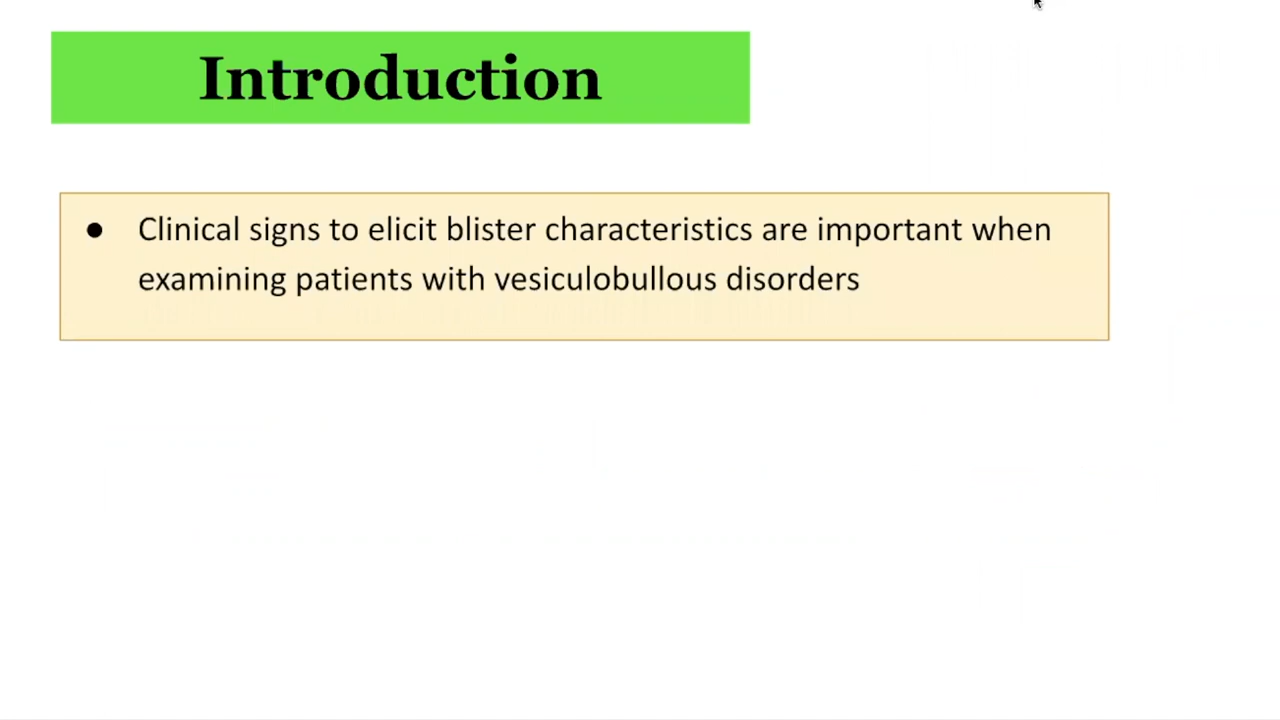 Introduction
● Clinical signs to elicit blister characteristics are important when
examining patients with vesiculobullous disorders